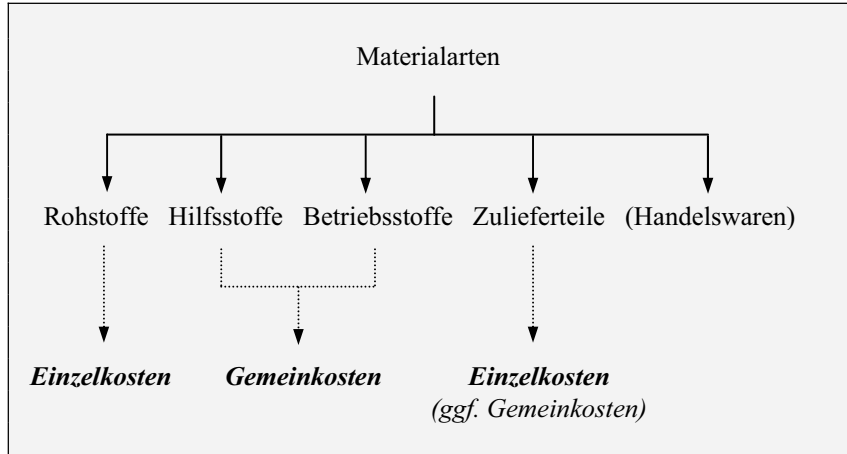 Materialarten
Rohstoffe Hilfsstoffe Betriebsstoffe Zulieferteile (Handelswaren)
Einzelkosten Gemeinkosten Einzelkosten
(ggf. Gemeinkosten)